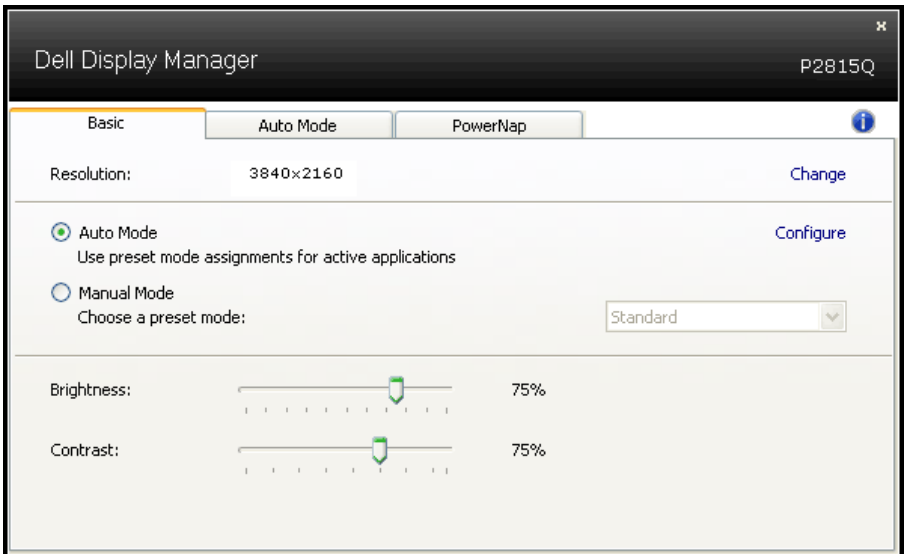 Dell Display Manager
P2815Q
Basic Auto Mode PowerNap
Resolution: 3840x2160 Change
Auto Mode Configure
Use preset mode assignments for active applications
Manual Mode
Choose a preset mode: Standard
Brightness: 75%
Contrast: 75%